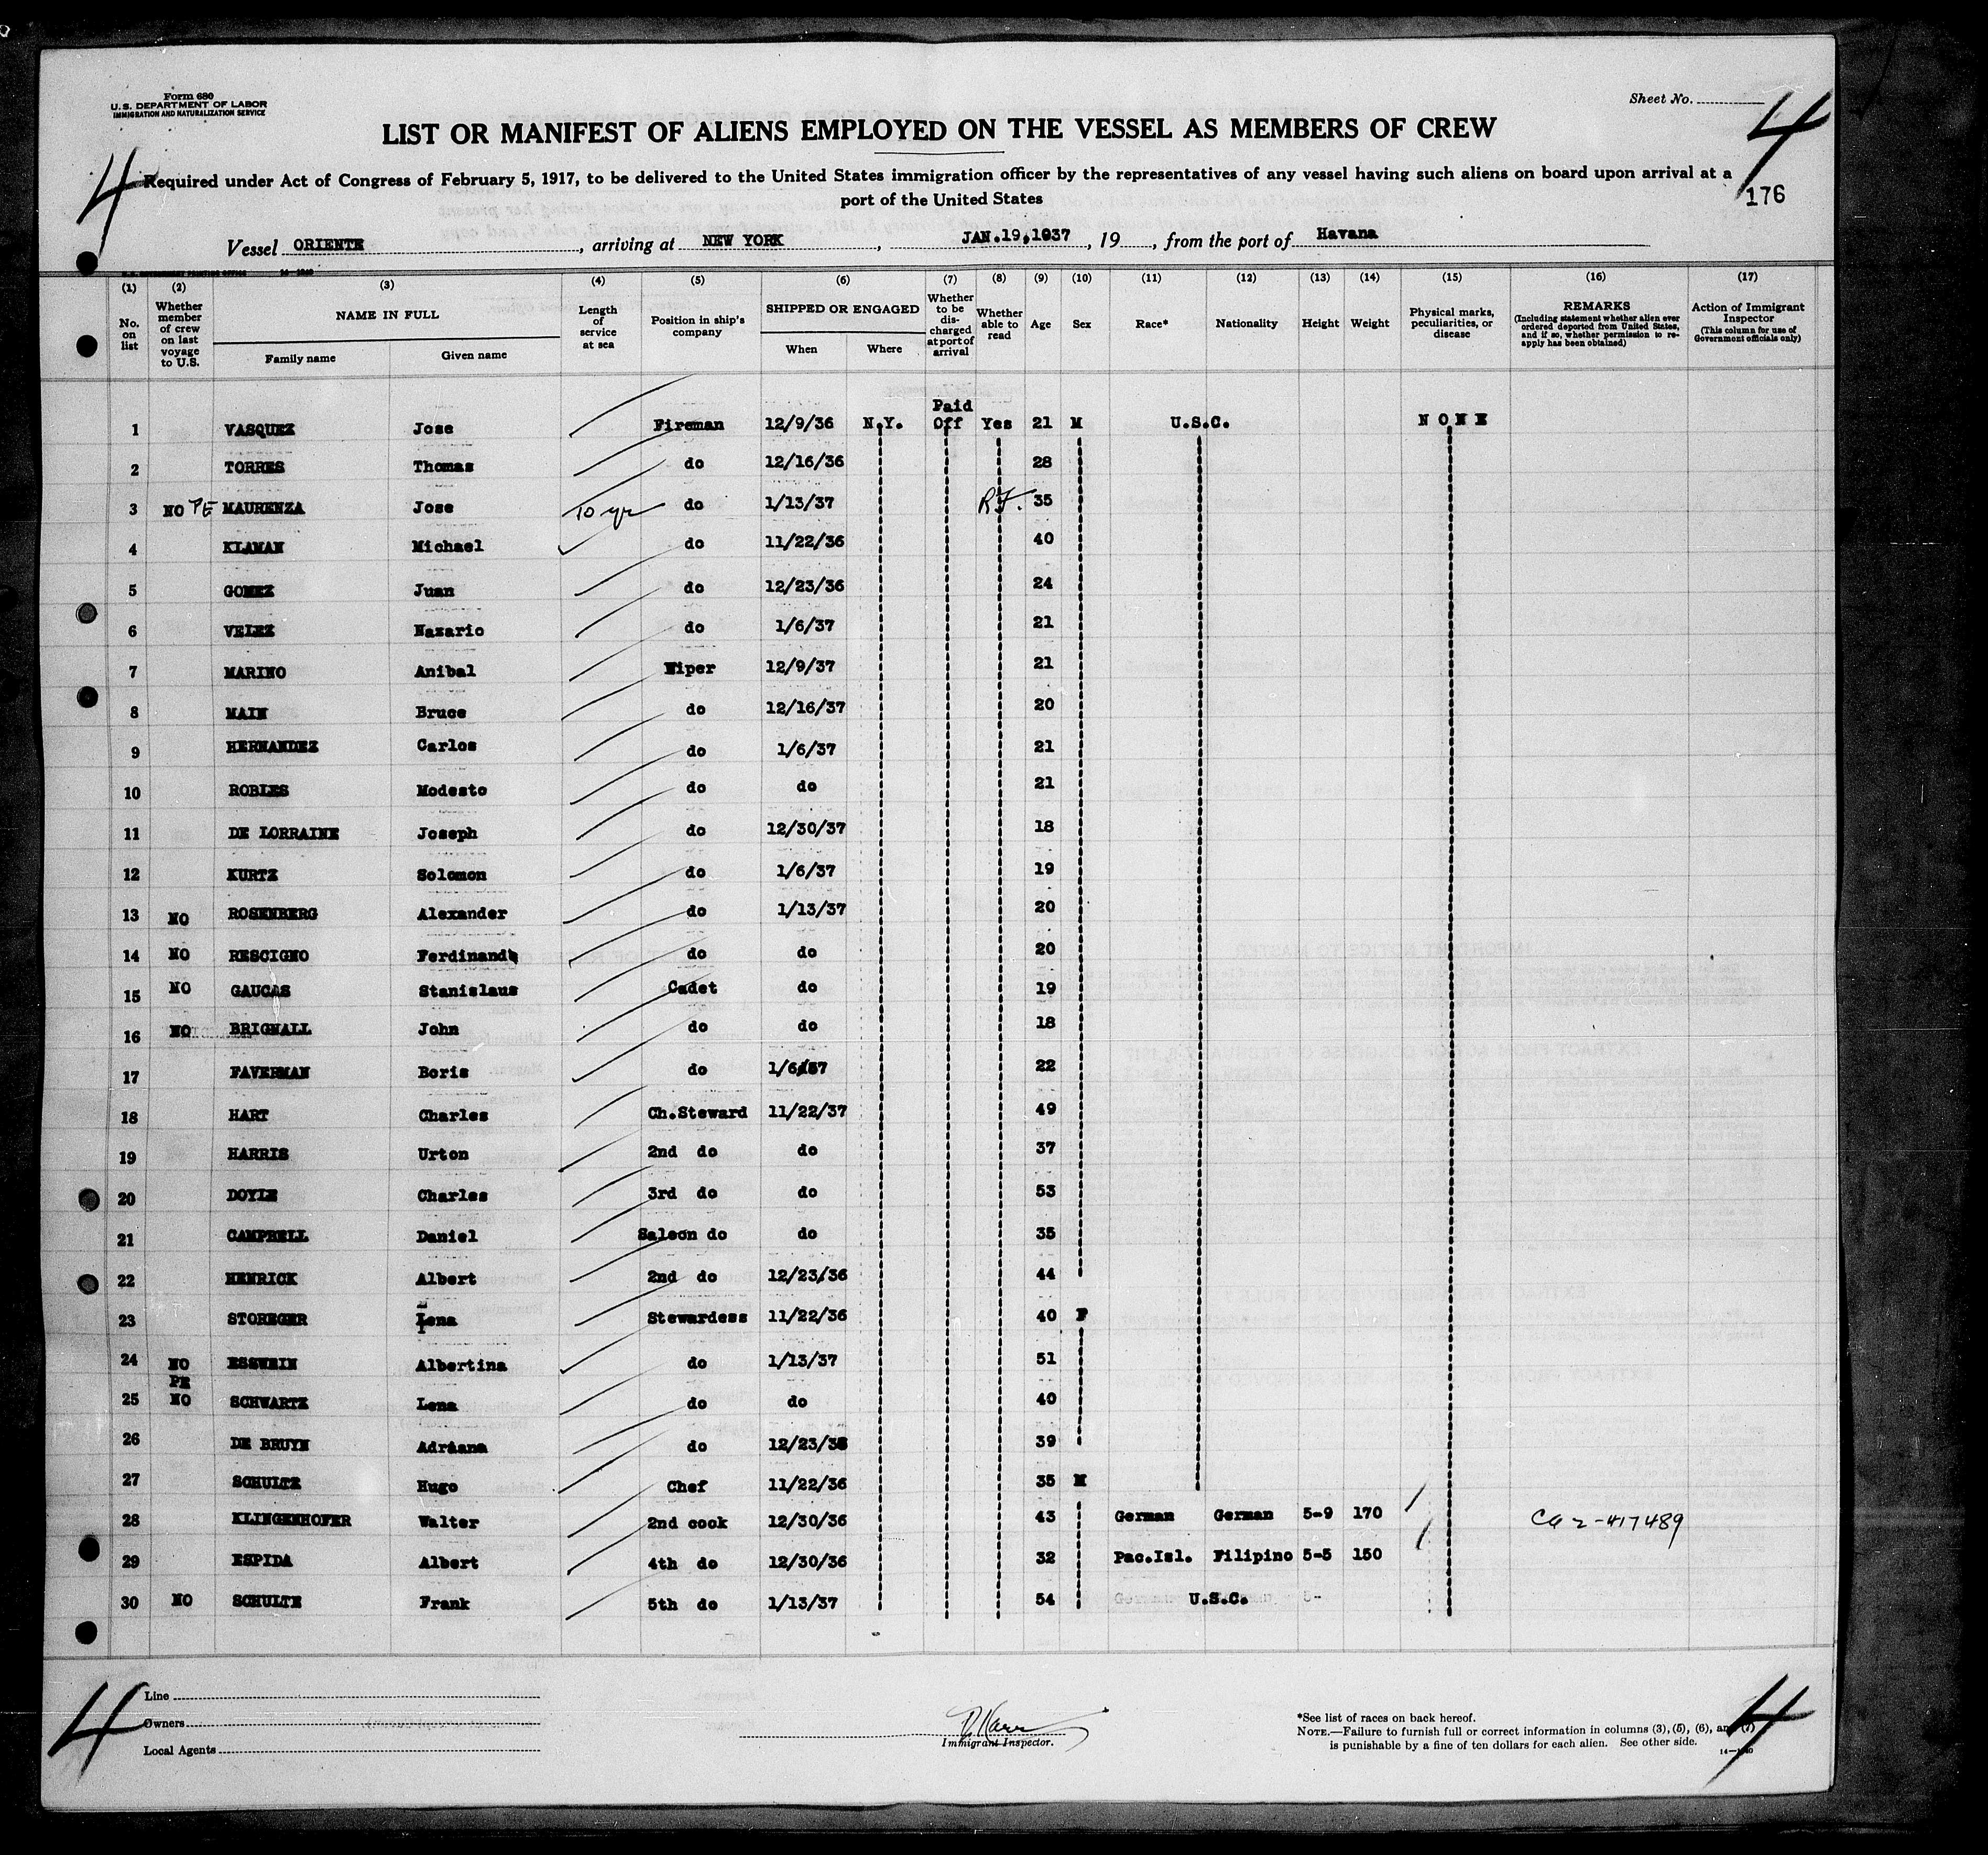 Form 680
U. S. DEPARTMENT OF LABOR
IMMIGRATION AND NATURALIZATION SERVICE
Sheet No. 4
LIST OR MANIFEST OF ALIENS EMPLOYED ON THE VESSEL AS MEMBERS OF CREW
4 Required under Act of Congress of February 5, 1917, to be delivered to the United States immigration officer by the representatives of any vessel having such aliens on board upon arrival at a
port of the United States
176
Vessel ORIENTE, arriving at NEW YORK, JAN.19,1937, 19, from the port of Havana
(1) (2) (3) (4) (5) (6) (7) (8) (9) (10) (11) (12) (13) (14) (15) (16) (17)
No. on list
Whether member of crew on last voyage to U.S.
NAME IN FULL
Family name Given name
Length of service at sea
Position in ship's company
SHIPPED OR ENGAGED
When Where
Whether to be discharged at port of arrival
Whether able to read
Age Sex Race* Nationality Height Weight
Physical marks, peculiarities, or disease
REMARKS
(Including statement whether alien ever ordered deported from United States, and if so, whether permission to re-apply has been obtained)
Action of Immigrant Inspector
(This column for use of Government officials only)
1 VASQUEZ Jose Fireman 12/9/36 N.Y. Paid Off Yes 21 M U.S.C. NONE
2 TORRES Thomas do 12/16/36 28
3 NO PE MAURENZA Jose 10 yr do 1/13/37 35
4 KLAMAN Michael do 11/22/36 40
5 GOMEZ Juan do 12/23/36 24
6 VELEZ Nazario do 1/6/37 21
7 MARINO Anibal Wiper 12/9/37 21
8 MAIN Bruce do 12/16/37 20
9 HERNANDEZ Carlos do 1/6/37 21
10 ROBLES Modesto do do 21
11 DE LORRAINE Joseph do 12/30/37 18
12 KURTZ Solomon do 1/6/37 19
13 NO ROSENBERG Alexander do 1/13/37 20
14 NO RESCIGNO Ferdinand do do 20
15 NO GAUCAS Stanislaus Cadet do 19
16 NO BRIGNALL John do do 18
17 FAVERMAN Boris do 1/6/37 22
18 HART Charles Ch.Steward 11/22/37 49
19 HARRIS Urton 2nd do do 37
20 DOYLE Charles 3rd do do 53
21 CAMPBELL Daniel Saloon do do 35
22 HENRICK Albert 2nd do 12/23/36 44
23 STOREGER Lena Stewardess 11/22/36 40 F
24 NO ESSWEIN Albertina do 1/13/37 51
25 PE NO SCHWARTZ Lena do do 40
26 DE BRUYN Adriana do 12/23/36 39
27 SCHULTZ Hugo Chef 11/22/36 35 M
28 KLINGENHOFER Walter 2nd cook 12/30/36 43 German German 5-9 170
29 ESPIDA Albert 4th do 12/30/36 32 Pac.Isl. Filipino 5-5 150
30 NO SCHULTE Frank 5th do 1/13/37 54 U.S.C.
4
Line
Owners
Local Agents
Immigrant Inspector.
*See list of races on back hereof.
NOTE.—Failure to furnish full or correct information in columns (3), (5), (6), and (7)
is punishable by a fine of ten dollars for each alien. See other side.
4